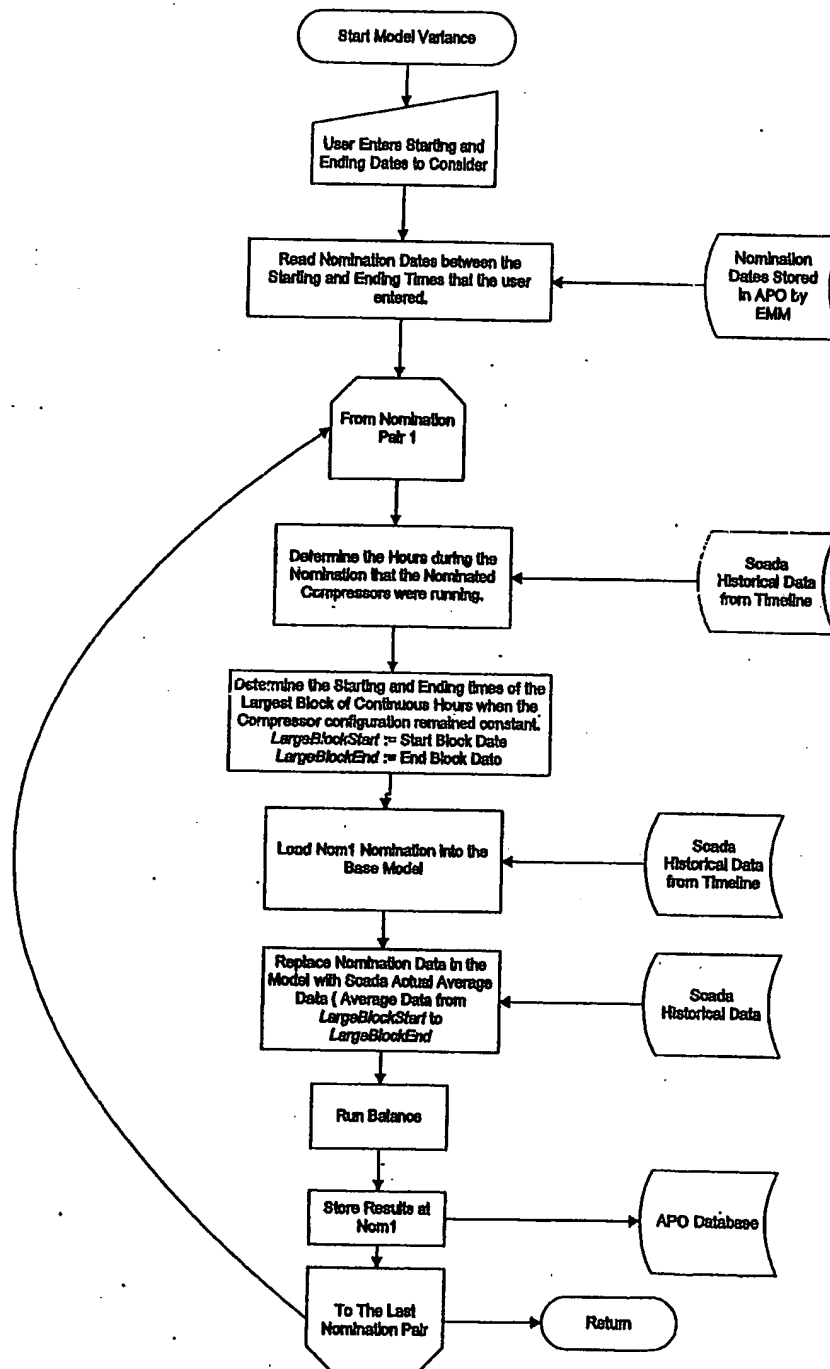 Start Model Variance
User Enters Starting and
Ending Dates to Consider
Read Nomination Dates between the
Starting and Ending Times that the user
entered.
Nomination
Dates Stored
in APO by
EMM
From Nomination
Pair 1
Determine the Hours during the
Nomination that the Nominated
Compressors were running.
Scada
Historical Data
from Timeline
Determine the Starting and Ending times of the
Largest Block of Continuous Hours when the
Compressor configuration remained constant.
LargeBlockStart := Start Block Date
LargeBlockEnd := End Block Date
Load Nom1 Nomination into the
Base Model
Scada
Historical Data
from Timeline
Replace Nomination Data in the
Model with Scada Actual Average
Data ( Average Data from
LargeBlockStart to
LargeBlockEnd
Scada
Historical Data
Run Balance
Store Results at
Nom1
APO Database
To The Last
Nomination Pair
Return